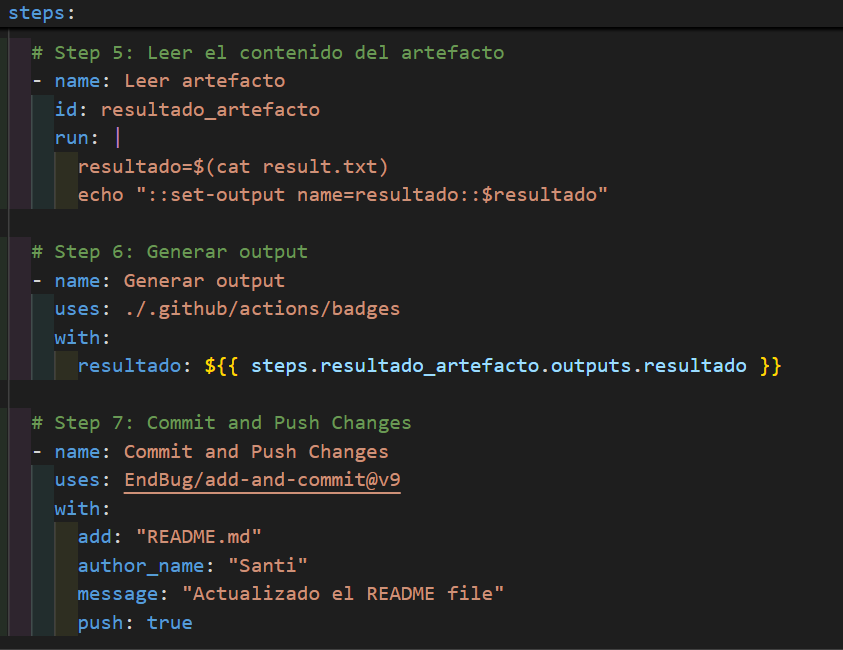 steps:
# Step 5: Leer el contenido del artefacto
- name: Leer artefacto
id: resultado_artefacto
run: |
resultado=$(cat result.txt)
echo "::set-output name=resultado::$resultado"
# Step 6: Generar output
- name: Generar output
uses: ./.github/actions/badges
with:
resultado: ${{ steps.resultado_artefacto.outputs.resultado }}
# Step 7: Commit and Push Changes
- name: Commit and Push Changes
uses: EndBug/add-and-commit@v9
with:
add: "README.md"
author_name: "Santi"
message: "Actualizado el README file"
push: true